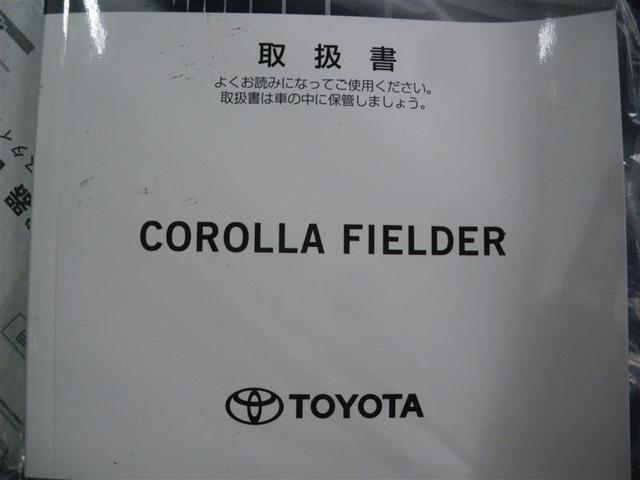 取扱書
よくお読みになってご使用ください。
取扱書は車の中に保管しましょう。
COROLLA FIELDER
TOYOTA